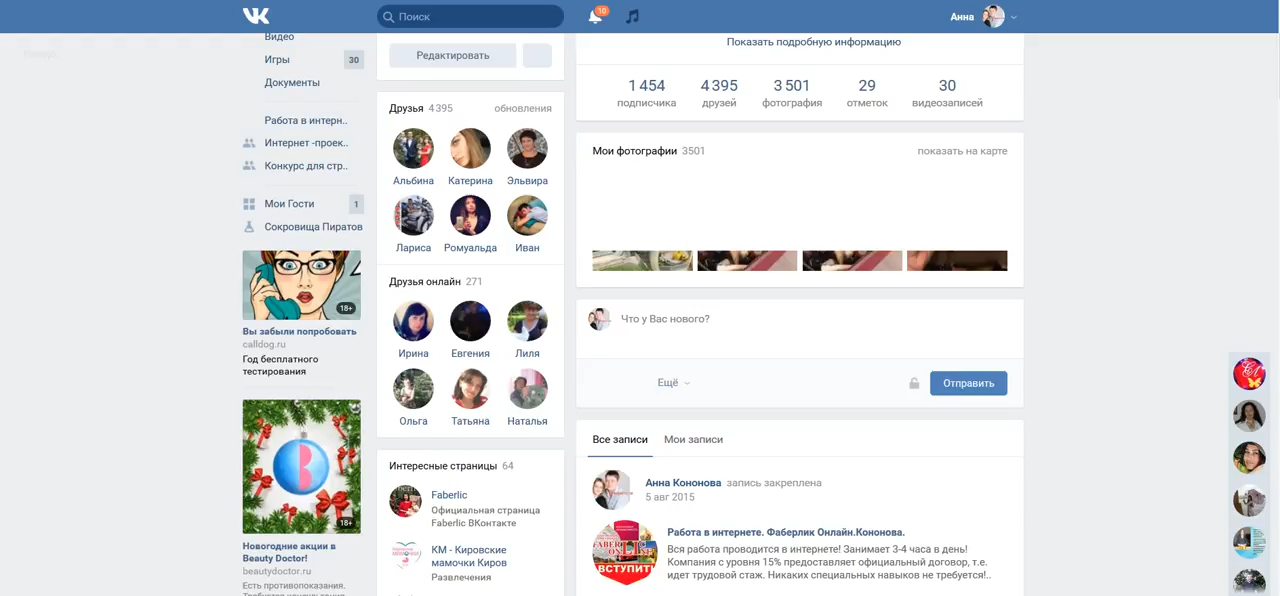 Поиск
10
Анна
Видео
Игры 30
Документы
Работа в интерн..
Интернет -проек..
Конкурс для стр..
Мои Гости 1
Сокровища Пиратов
18+
Вы забыли попробовать
calldog.ru
Год бесплатного
тестирования
18+
Новогодние акции в
Beauty Doctor!
beautydoctor.ru
Есть противопоказания.
Требуется консультация
Редактировать
Друзья 4 395 обновления
Альбина Катерина Эльвира
Лариса Ромуальда Иван
Друзья онлайн 271
Ирина Евгения Лиля
Ольга Татьяна Наталья
Интересные страницы 64
Faberlic
Официальная страница
Faberlic ВКонтакте
КМ - Кировские
мамочки Киров
Развлечения
Показать подробную информацию
1 454 4 395 3 501 29 30
подписчика друзей фотография отметок видеозаписей
Мои фотографии 3501 показать на карте
Что у Вас нового?
Ещё
Отправить
Все записи Мои записи
Анна Кононова запись закреплена
5 авг 2015
ВСТУПИТЬ
Работа в интернете. Фаберлик Онлайн.Кононова.
Вся работа проводится в интернете! Занимает 3-4 часа в день!
Компания с уровня 15% предоставляет официальный договор, т.е.
идет трудовой стаж. Никаких специальных навыков не требуется!..